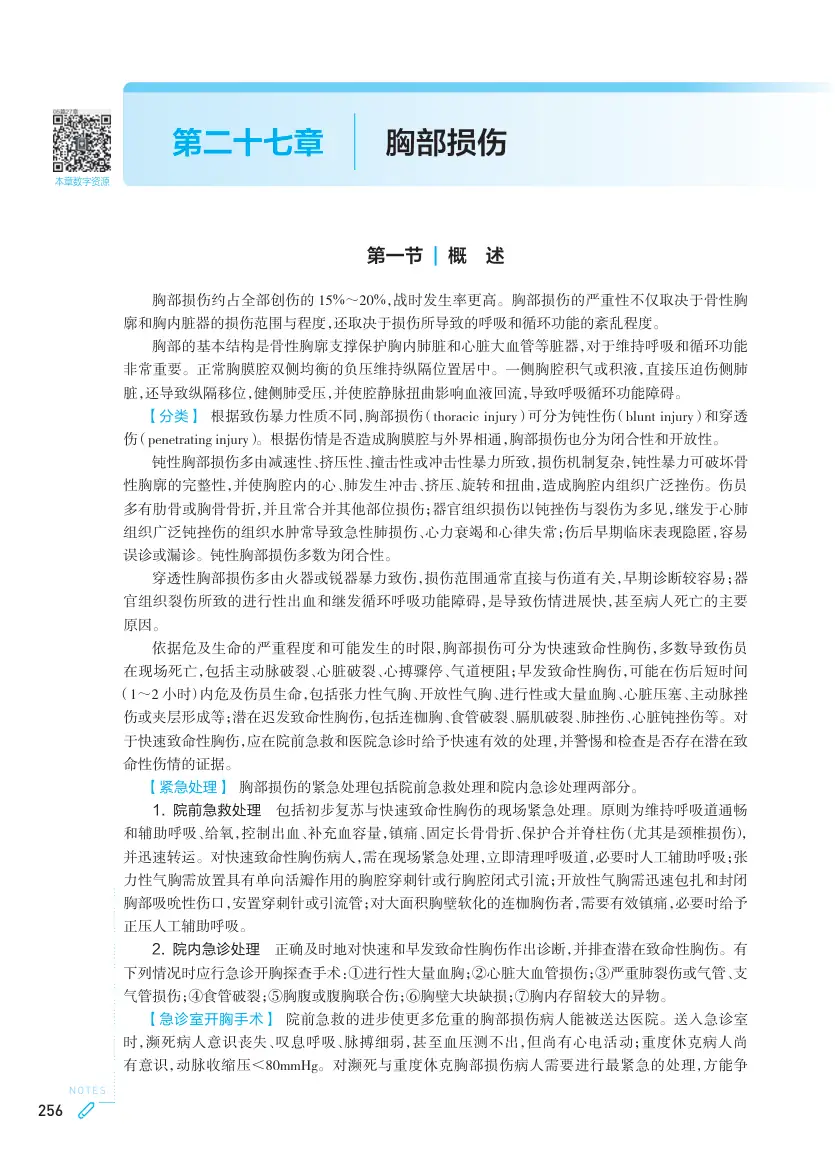 第二十七章
胸部损伤
本章数字资源
第一节 概 述
胸部损伤约占全部创伤的 15%～20%,战时发生率更高。胸部损伤的严重性不仅取决于骨性胸
廓和胸内脏器的损伤范围与程度,还取决于损伤所导致的呼吸和循环功能的紊乱程度。
胸部的基本结构是骨性胸廓支撑保护胸内肺脏和心脏大血管等脏器,对于维持呼吸和循环功能
非常重要。正常胸膜腔双侧均衡的负压维持纵隔位置居中。一侧胸腔积气或积液,直接压迫伤侧肺
脏,还导致纵隔移位,健侧肺受压,并使腔静脉扭曲影响血液回流,导致呼吸循环功能障碍。
【分类】 根据致伤暴力性质不同,胸部损伤(thoracic injury)可分为钝性伤(blunt injury)和穿透
伤(penetrating injury)。根据伤情是否造成胸膜腔与外界相通,胸部损伤也分为闭合性和开放性。
钝性胸部损伤多由减速性、挤压性、撞击性或冲击性暴力所致,损伤机制复杂,钝性暴力可破坏骨
性胸廓的完整性,并使胸腔内的心、肺发生冲击、挤压、旋转和扭曲,造成胸腔内组织广泛挫伤。伤员
多有肋骨或胸骨骨折,并且常合并其他部位损伤;器官组织损伤以钝挫伤与裂伤为多见,继发于心肺
组织广泛钝挫伤的组织水肿常导致急性肺损伤、心力衰竭和心律失常;伤后早期临床表现隐匿,容易
误诊或漏诊。钝性胸部损伤多数为闭合性。
穿透性胸部损伤多由火器或锐器暴力致伤,损伤范围通常直接与伤道有关,早期诊断较容易;器
官组织裂伤所致的进行性出血和继发循环呼吸功能障碍,是导致伤情进展快,甚至病人死亡的主要
原因。
依据危及生命的严重程度和可能发生的时限,胸部损伤可分为快速致命性胸伤,多数导致伤员
在现场死亡,包括主动脉破裂、心脏破裂、心搏骤停、气道梗阻;早发致命性胸伤,可能在伤后短时间
(1～2 小时)内危及伤员生命,包括张力性气胸、开放性气胸、进行性或大量血胸、心脏压塞、主动脉挫
伤或夹层形成等;潜在迟发致命性胸伤,包括连枷胸、食管破裂、膈肌破裂、肺挫伤、心脏钝挫伤等。对
于快速致命性胸伤,应在院前急救和医院急诊时给予快速有效的处理,并警惕和检查是否存在潜在致
命性伤情的证据。
【紧急处理】 胸部损伤的紧急处理包括院前急救处理和院内急诊处理两部分。
1. 院前急救处理 包括初步复苏与快速致命性胸伤的现场紧急处理。原则为维持呼吸道通畅
和辅助呼吸、给氧,控制出血、补充血容量,镇痛、固定长骨骨折、保护合并脊柱伤(尤其是颈椎损伤),
并迅速转运。对快速致命性胸伤病人,需在现场紧急处理,立即清理呼吸道,必要时人工辅助呼吸;张
力性气胸需放置具有单向活瓣作用的胸腔穿刺针或行胸腔闭式引流;开放性气胸需迅速包扎和封闭
胸部吸吮性伤口,安置穿刺针或引流管;对大面积胸壁软化的连枷胸伤者,需要有效镇痛,必要时给予
正压人工辅助呼吸。
2. 院内急诊处理 正确及时地对快速和早发致命性胸伤作出诊断,并排查潜在致命性胸伤。有
下列情况时应行急诊开胸探查手术:①进行性大量血胸;②心脏大血管损伤;③严重肺裂伤或气管、支
气管损伤;④食管破裂;⑤胸腹或腹胸联合伤;⑥胸壁大块缺损;⑦胸内存留较大的异物。
【急诊室开胸手术】 院前急救的进步使更多危重的胸部损伤病人能被送达医院。送入急诊室
时,濒死病人意识丧失、叹息呼吸、脉搏细弱,甚至血压测不出,但尚有心电活动;重度休克病人尚
有意识,动脉收缩压<80mmHg。对濒死与重度休克胸部损伤病人需要进行最紧急的处理,方能争
NOTES
256